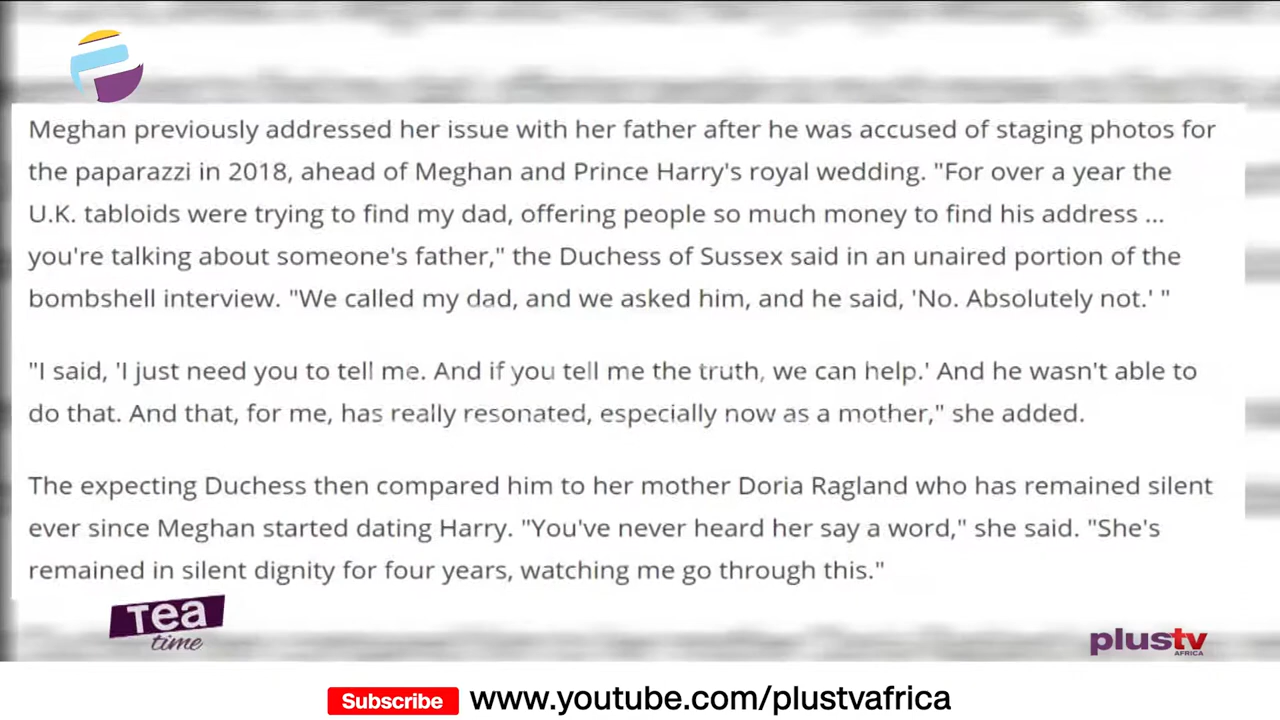 Meghan previously addressed her issue with her father after he was accused of staging photos for
the paparazzi in 2018, ahead of Meghan and Prince Harry's royal wedding. "For over a year the
U.K. tabloids were trying to find my dad, offering people so much money to find his address ...
you're talking about someone's father," the Duchess of Sussex said in an unaired portion of the
bombshell interview. "We called my dad, and we asked him, and he said, 'No. Absolutely not.' "
"I said, 'I just need you to tell me. And if you tell me the truth, we can help.' And he wasn't able to
do that. And that, for me, has really resonated, especially now as a mother," she added.
The expecting Duchess then compared him to her mother Doria Ragland who has remained silent
ever since Meghan started dating Harry. "You've never heard her say a word," she said. "She's
remained in silent dignity for four years, watching me go through this."
Tea
time
plustv
AFRICA
Subscribe www.youtube.com/plustvafrica